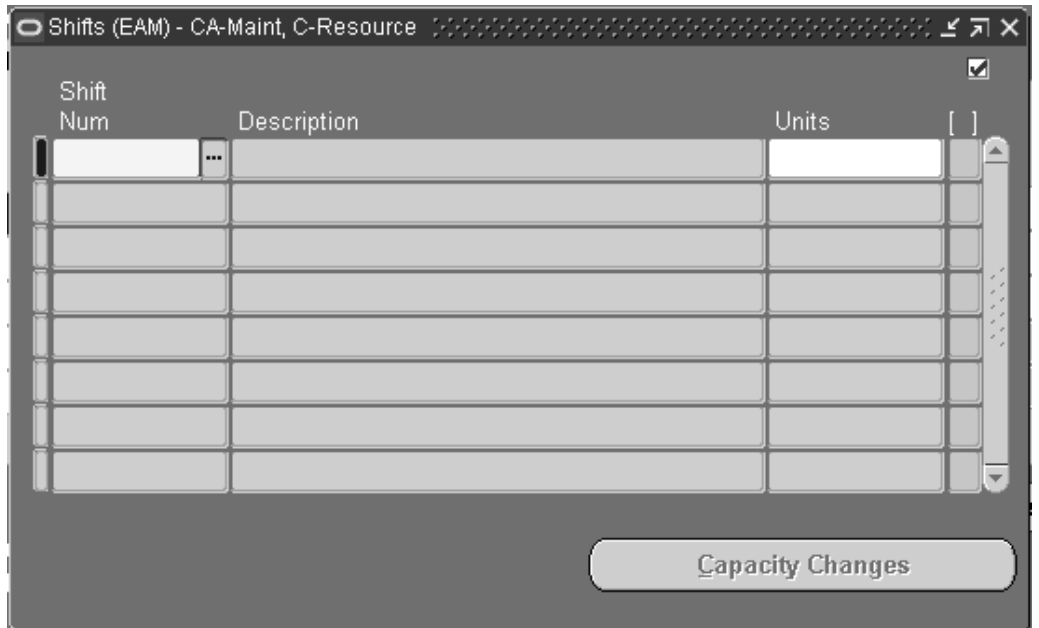 Shifts (EAM) - CA-Maint, C-Resource
Shift
Num Description Units [ ]
...
Capacity Changes